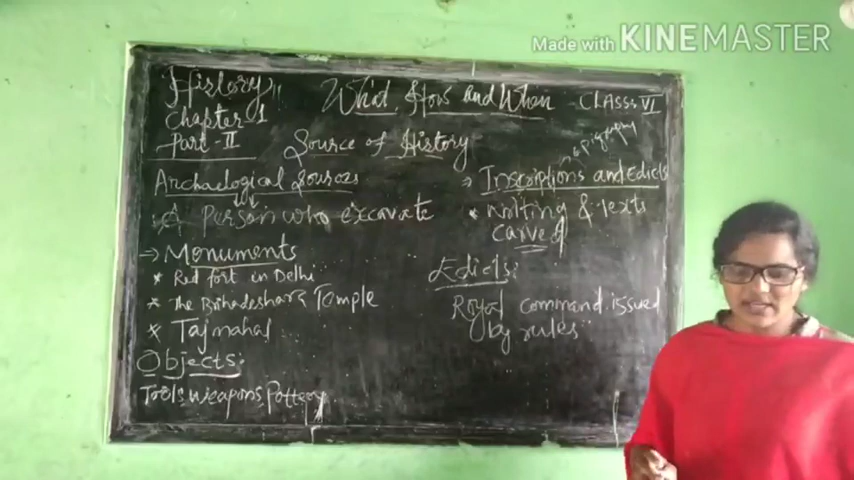 Made with KINEMASTER
History
Chapter 1
Part - II
What, How And When
CLASSS VI
Source of History
Archaelogical Sources
A Person who excavate
→ Monuments
* Red fort in Delhi
* The Brihadeshara Temple
* Tajmahal
Objects:
Tools weapons Pottery
epigraphy
→ Inscriptions and Edicts
* Writing & Texts
carved
Edicts:
Royal command issued
by rules